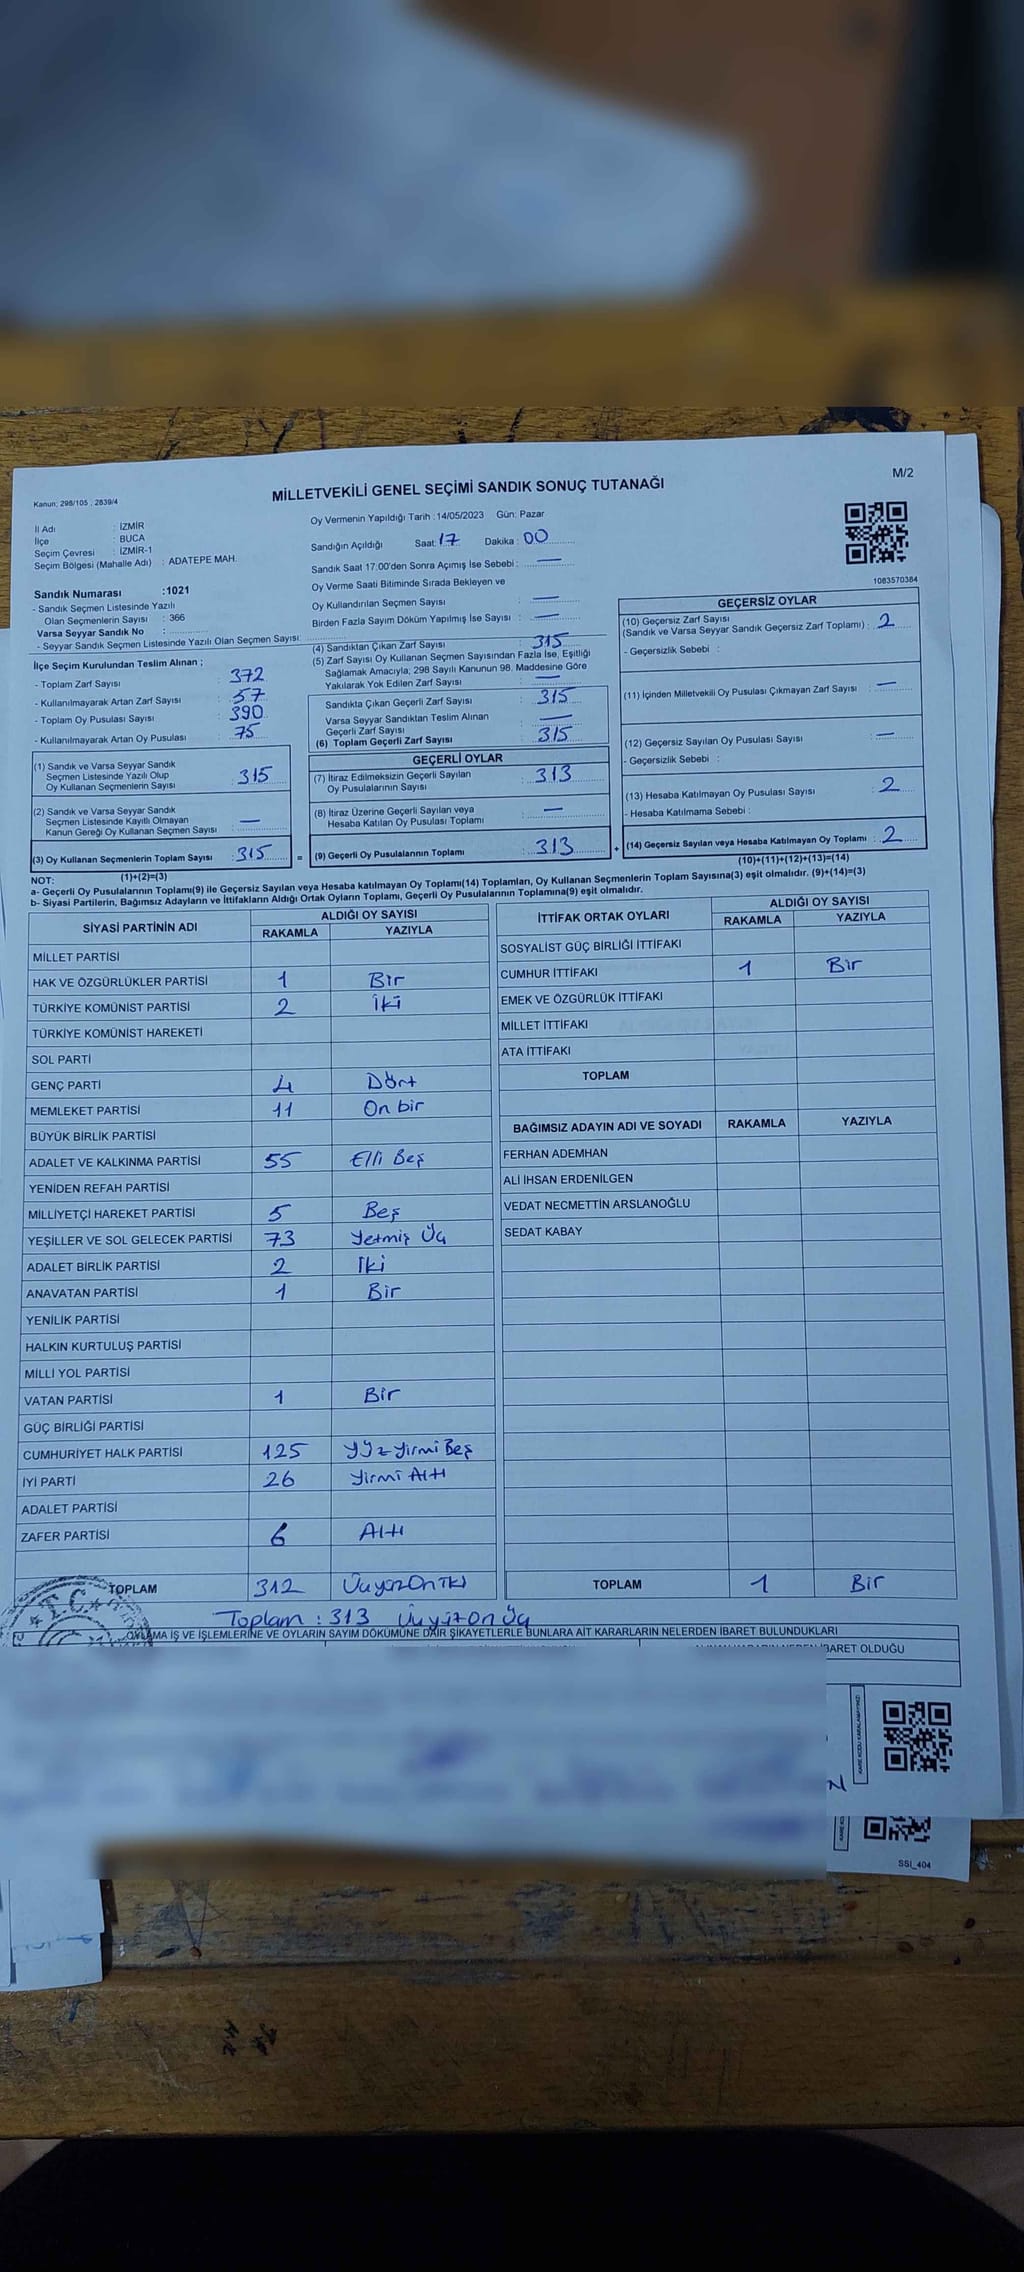 M/2
Kanun: 298/105 , 2839/4
MİLLETVEKİLİ GENEL SEÇİMİ SANDIK SONUÇ TUTANAĞI
İl Adı : İZMİR
İlçe : BUCA
Seçim Çevresi : İZMİR-1
Seçim Bölgesi (Mahalle Adı) : ADATEPE MAH.
Oy Vermenin Yapıldığı Tarih :14/05/2023 Gün: Pazar
Sandığın Açıldığı Saat: 17 Dakika : 00
Sandık Saat 17:00'den Sonra Açımış İse Sebebi : —
Oy Verme Saati Bitiminde Sırada Bekleyen ve
Oy Kullandırılan Seçmen Sayısı : —
Birden Fazla Sayım Döküm Yapılmış İse Sayısı : —
1083570384
Sandık Numarası :1021
- Sandık Seçmen Listesinde Yazılı
Olan Seçmenlerin Sayısı : 366
Varsa Seyyar Sandık No :
- Seyyar Sandık Seçmen Listesinde Yazılı Olan Seçmen Sayısı:
İlçe Seçim Kurulundan Teslim Alınan ;
- Toplam Zarf Sayısı : 372
- Kullanılmayarak Artan Zarf Sayısı : 57
- Toplam Oy Pusulası Sayısı : 390
- Kullanılmayarak Artan Oy Pusulası : 75
(1) Sandık ve Varsa Seyyar Sandık
Seçmen Listesinde Yazılı Olup
Oy Kullanan Seçmenlerin Sayısı : 315
(2) Sandık ve Varsa Seyyar Sandık
Seçmen Listesinde Kayıtlı Olmayan
Kanun Gereği Oy Kullanan Seçmen Sayısı : —
(3) Oy Kullanan Seçmenlerin Toplam Sayısı : 315
(1)+(2)=(3)
(4) Sandıktan Çıkan Zarf Sayısı : 315
(5) Zarf Sayısı Oy Kullanan Seçmen Sayısından Fazla İse, Eşitliği
Sağlamak Amacıyla; 298 Sayılı Kanunun 98. Maddesine Göre
Yakılarak Yok Edilen Zarf Sayısı : —
Sandıkta Çıkan Geçerli Zarf Sayısı : 315
Varsa Seyyar Sandıktan Teslim Alınan
Geçerli Zarf Sayısı : —
(6) Toplam Geçerli Zarf Sayısı : 315
GEÇERLİ OYLAR
(7) İtiraz Edilmeksizin Geçerli Sayılan
Oy Pusulalarının Sayısı : 313
(8) İtiraz Üzerine Geçerli Sayılan veya
Hesaba Katılan Oy Pusulası Toplamı : —
= (9) Geçerli Oy Pusulalarının Toplamı : 313 +
GEÇERSİZ OYLAR
(10) Geçersiz Zarf Sayısı
(Sandık ve Varsa Seyyar Sandık Geçersiz Zarf Toplamı) : 2
- Geçersizlik Sebebi :
(11) İçinden Milletvekili Oy Pusulası Çıkmayan Zarf Sayısı : —
(12) Geçersiz Sayılan Oy Pusulası Sayısı : —
- Geçersizlik Sebebi :
(13) Hesaba Katılmayan Oy Pusulası Sayısı : 2
- Hesaba Katılmama Sebebi :
(14) Geçersiz Sayılan veya Hesaba Katılmayan Oy Toplamı : 2
(10)+(11)+(12)+(13)=(14)
NOT:
a- Geçerli Oy Pusulalarının Toplamı(9) ile Geçersiz Sayılan veya Hesaba katılmayan Oy Toplamı(14) Toplamları, Oy Kullanan Seçmenlerin Toplam Sayısına(3) eşit olmalıdır. (9)+(14)=(3)
b- Siyasi Partilerin, Bağımsız Adayların ve İttifakların Aldığı Ortak Oyların Toplamı, Geçerli Oy Pusulalarının Toplamına(9) eşit olmalıdır.
SİYASİ PARTİNİN ADI ALDIĞI OY SAYISI
RAKAMLA YAZIYLA
MİLLET PARTİSİ
HAK VE ÖZGÜRLÜKLER PARTİSİ 1 Bir
TÜRKİYE KOMÜNİST PARTİSİ 2 İki
TÜRKİYE KOMÜNİST HAREKETİ
SOL PARTİ
GENÇ PARTİ 4 Dört
MEMLEKET PARTİSİ 11 On bir
BÜYÜK BİRLİK PARTİSİ
ADALET VE KALKINMA PARTİSİ 55 Elli Beş
YENİDEN REFAH PARTİSİ
MİLLİYETÇİ HAREKET PARTİSİ 5 Beş
YEŞİLLER VE SOL GELECEK PARTİSİ 73 Yetmiş Üç
ADALET BİRLİK PARTİSİ 2 İki
ANAVATAN PARTİSİ 1 Bir
YENİLİK PARTİSİ
HALKIN KURTULUŞ PARTİSİ
MİLLİ YOL PARTİSİ
VATAN PARTİSİ 1 Bir
GÜÇ BİRLİĞİ PARTİSİ
CUMHURİYET HALK PARTİSİ 125 Yüz Yirmi Beş
İYİ PARTİ 26 Yirmi Altı
ADALET PARTİSİ
ZAFER PARTİSİ 6 Altı
TOPLAM 312 Üçyüz On İki
Toplam : 313 Üçyüz On Üç
İTTİFAK ORTAK OYLARI ALDIĞI OY SAYISI
RAKAMLA YAZIYLA
SOSYALİST GÜÇ BİRLİĞİ İTTİFAKI
CUMHUR İTTİFAKI 1 Bir
EMEK VE ÖZGÜRLÜK İTTİFAKI
MİLLET İTTİFAKI
ATA İTTİFAKI
TOPLAM
BAĞIMSIZ ADAYIN ADI VE SOYADI RAKAMLA YAZIYLA
FERHAN ADEMHAN
ALİ İHSAN ERDENİLGEN
VEDAT NECMETTİN ARSLANOĞLU
SEDAT KABAY
TOPLAM 1 Bir
T.C.
OYLAMA İŞ VE İŞLEMLERİNE VE OYLARIN SAYIM DÖKÜMÜNE DAİR ŞİKAYETLERLE BUNLARA AİT KARARLARIN NELERDEN İBARET BULUNDUKLARI
İBARET OLDUĞU
SSİ_404